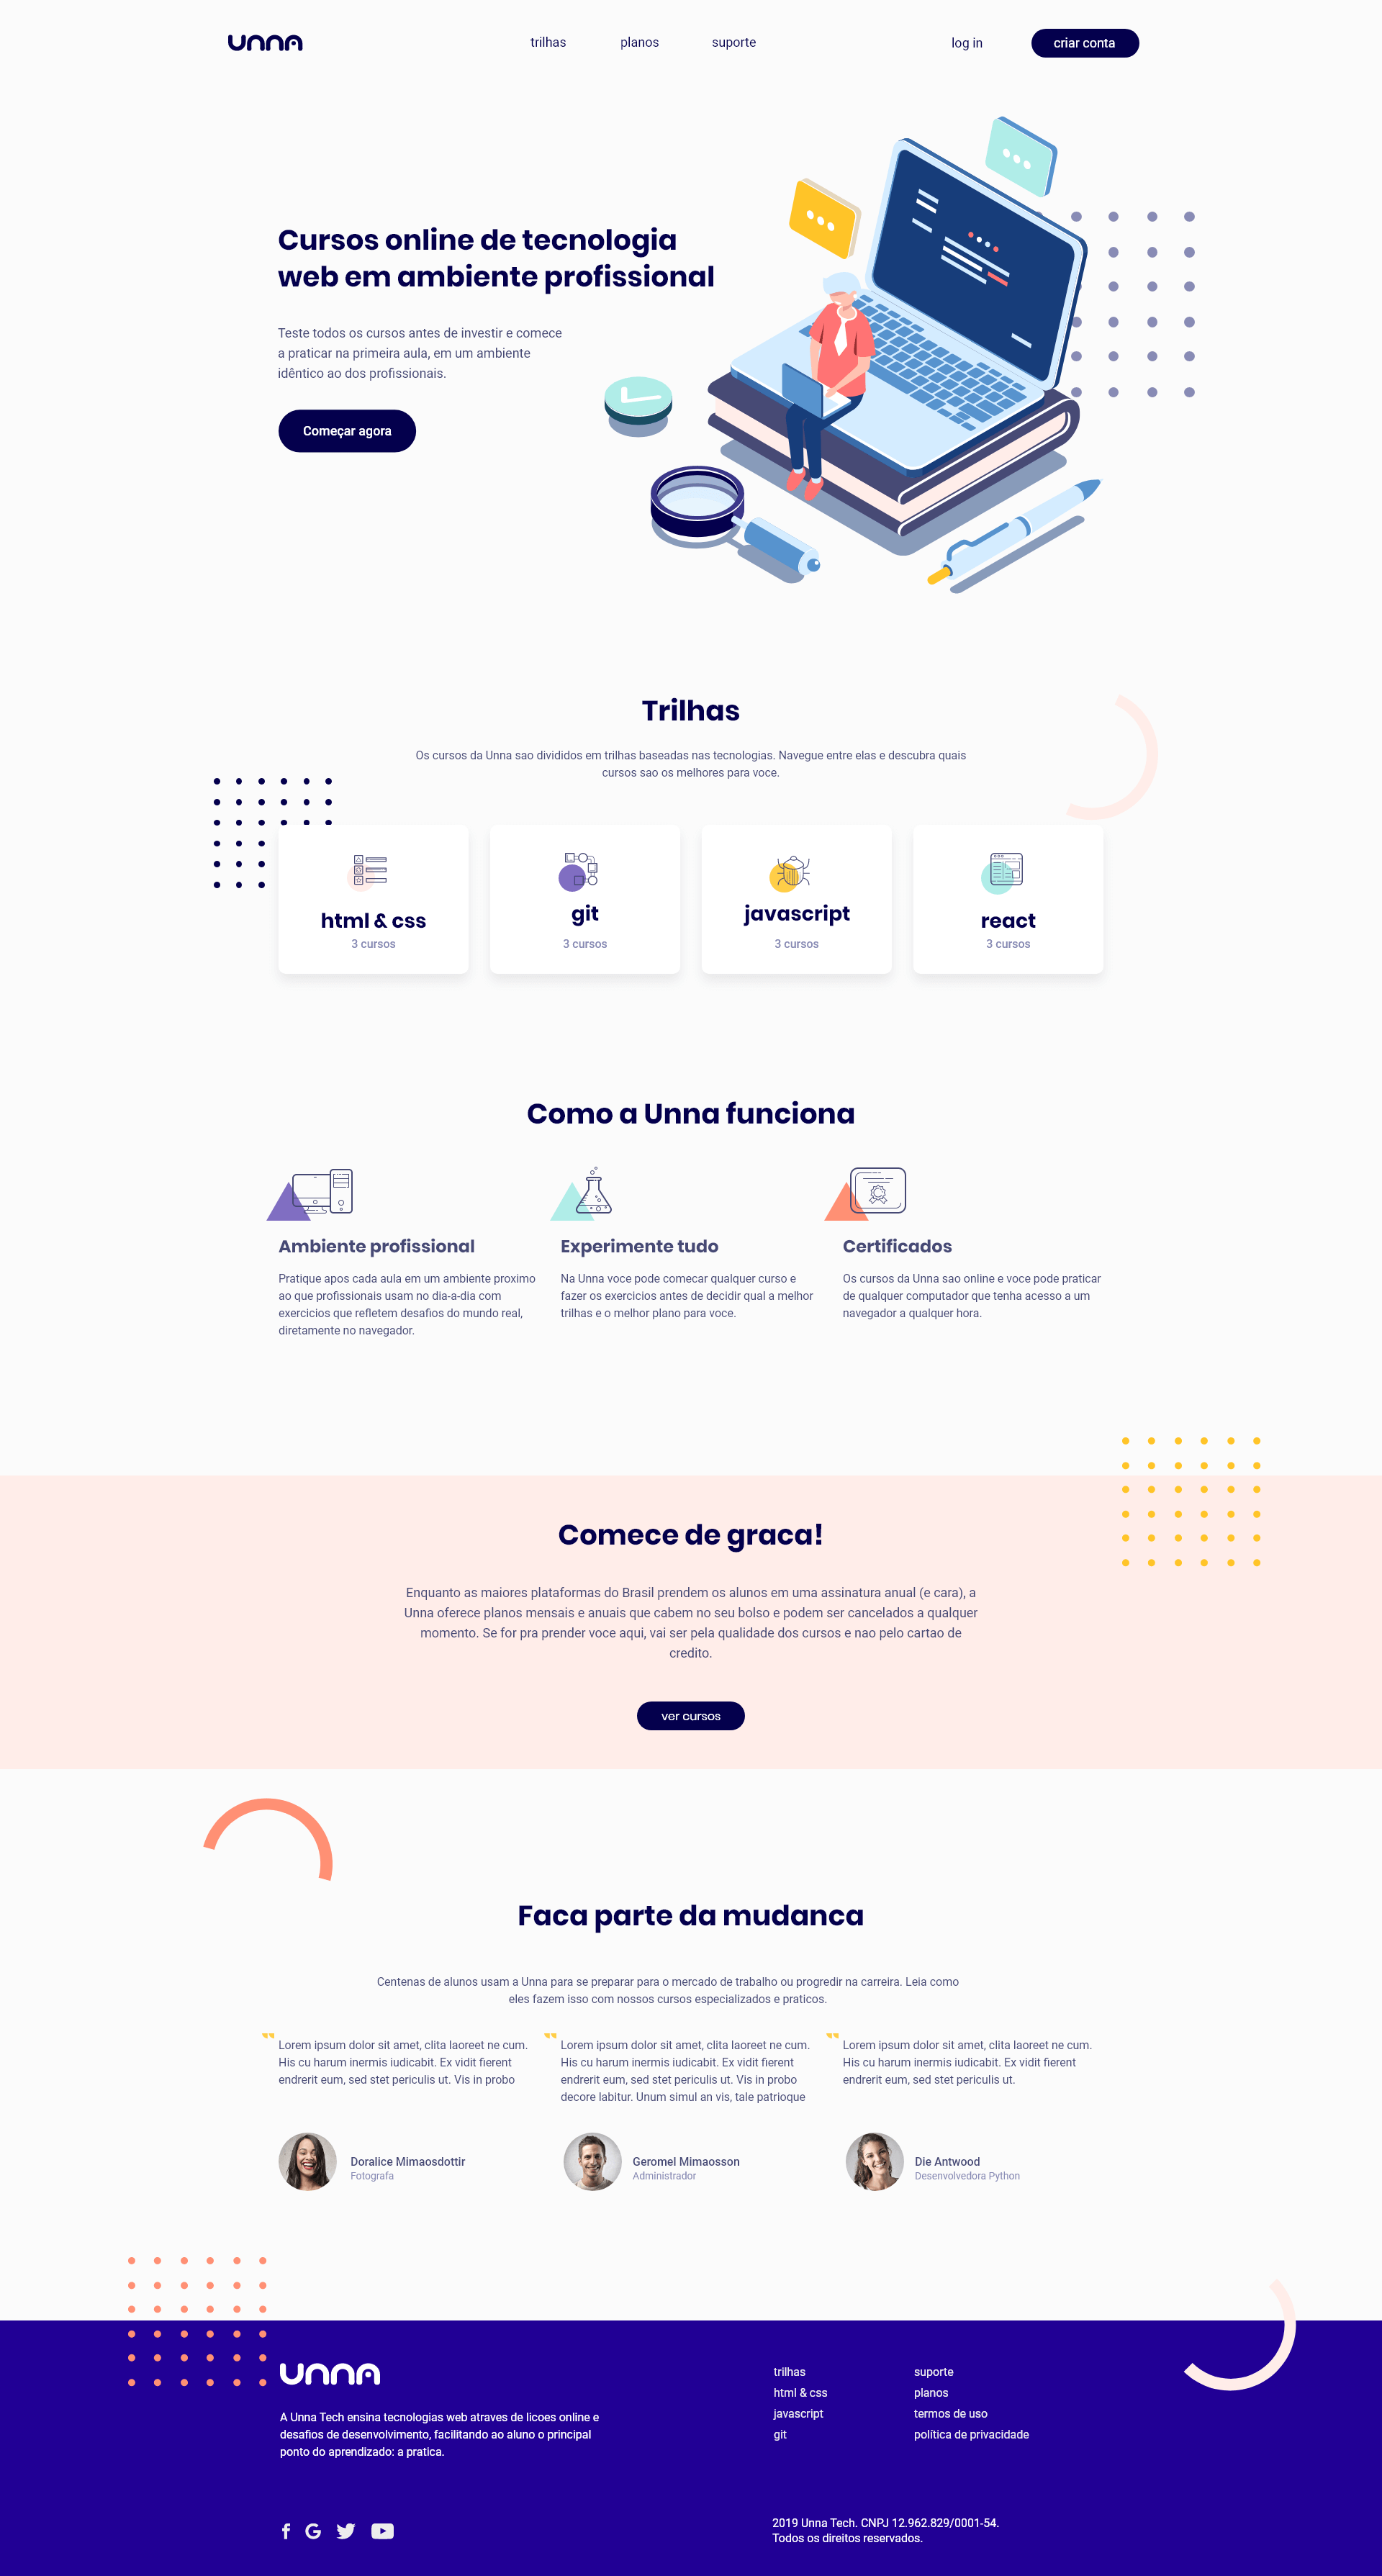 unna
trilhas
planos
suporte
log in
criar conta
Cursos online de tecnologia
web em ambiente profissional
Teste todos os cursos antes de investir e comece
a praticar na primeira aula, em um ambiente
idêntico ao dos profissionais.
Começar agora
Trilhas
Os cursos da Unna sao divididos em trilhas baseadas nas tecnologias. Navegue entre elas e descubra quais
cursos sao os melhores para voce.
html & css
3 cursos
git
3 cursos
javascript
3 cursos
react
3 cursos
Como a Unna funciona
Ambiente profissional
Pratique apos cada aula em um ambiente proximo
ao que profissionais usam no dia-a-dia com
exercicios que refletem desafios do mundo real,
diretamente no navegador.
Experimente tudo
Na Unna voce pode comecar qualquer curso e
fazer os exercicios antes de decidir qual a melhor
trilhas e o melhor plano para voce.
Certificados
Os cursos da Unna sao online e voce pode praticar
de qualquer computador que tenha acesso a um
navegador a qualquer hora.
Comece de graca!
Enquanto as maiores plataformas do Brasil prendem os alunos em uma assinatura anual (e cara), a
Unna oferece planos mensais e anuais que cabem no seu bolso e podem ser cancelados a qualquer
momento. Se for pra prender voce aqui, vai ser pela qualidade dos cursos e nao pelo cartao de
credito.
ver cursos
Faca parte da mudanca
Centenas de alunos usam a Unna para se preparar para o mercado de trabalho ou progredir na carreira. Leia como
eles fazem isso com nossos cursos especializados e praticos.
Lorem ipsum dolor sit amet, clita laoreet ne cum.
His cu harum inermis iudicabit. Ex vidit fierent
endrerit eum, sed stet periculis ut. Vis in probo
Doralice Mimaosdottir
Fotografa
Lorem ipsum dolor sit amet, clita laoreet ne cum.
His cu harum inermis iudicabit. Ex vidit fierent
endrerit eum, sed stet periculis ut. Vis in probo
decore labitur. Unum simul an vis, tale patrioque
Geromel Mimaosson
Administrador
Lorem ipsum dolor sit amet, clita laoreet ne cum.
His cu harum inermis iudicabit. Ex vidit fierent
endrerit eum, sed stet periculis ut.
Die Antwood
Desenvolvedora Python
unna
A Unna Tech ensina tecnologias web atraves de licoes online e
desafios de desenvolvimento, facilitando ao aluno o principal
ponto do aprendizado: a pratica.
trilhas
html & css
javascript
git
suporte
planos
termos de uso
política de privacidade
2019 Unna Tech. CNPJ 12.962.829/0001-54.
Todos os direitos reservados.